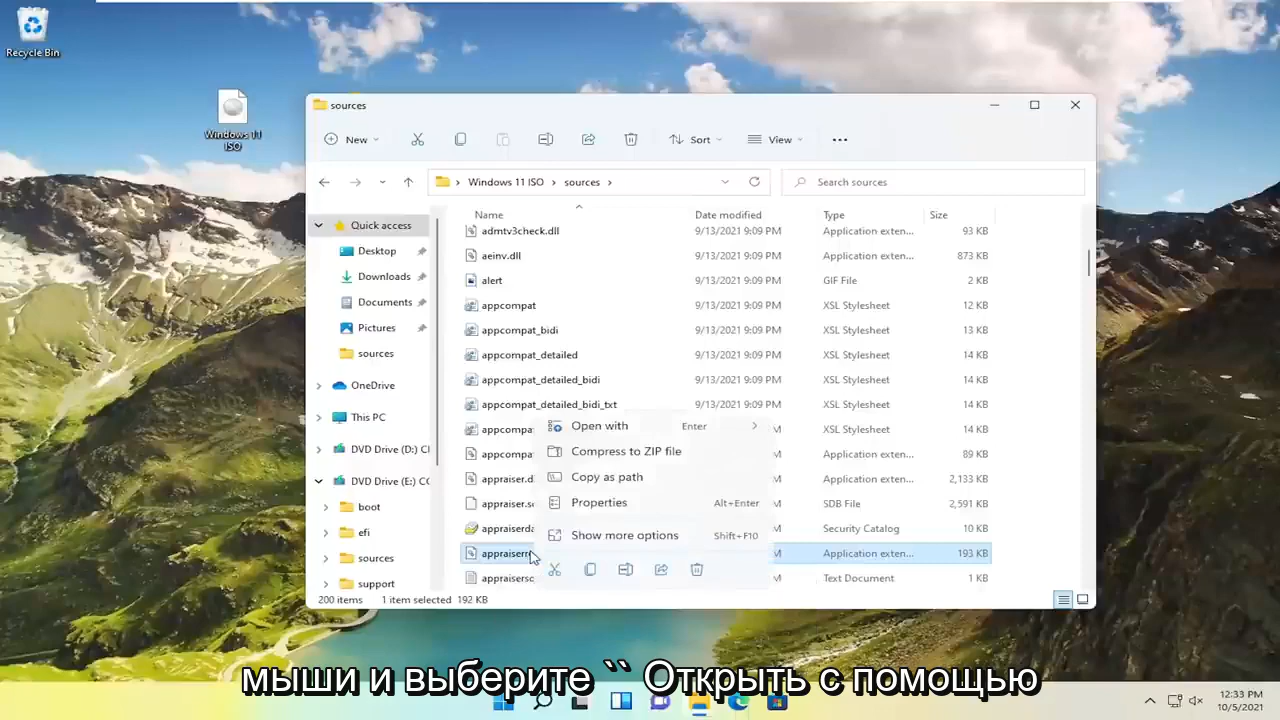 Recycle Bin
Windows 11
ISO
sources
New
Sort
View
Windows 11 ISO
sources
Search sources
Name
Date modified
Type
Size
Quick access
Desktop
Downloads
Documents
Pictures
sources
OneDrive
This PC
DVD Drive (D:) C
DVD Drive (E:) CC
boot
efi
sources
support
admtv3check.dll 9/13/2021 9:09 PM Application exten... 93 KB
aeinv.dll 9/13/2021 9:09 PM Application exten... 873 KB
alert 9/13/2021 9:09 PM GIF File 2 KB
appcompat 9/13/2021 9:09 PM XSL Stylesheet 12 KB
appcompat_bidi 9/13/2021 9:09 PM XSL Stylesheet 13 KB
appcompat_detailed 9/13/2021 9:09 PM XSL Stylesheet 14 KB
appcompat_detailed_bidi 9/13/2021 9:09 PM XSL Stylesheet 14 KB
appcompat_detailed_bidi_txt 9/13/2021 9:09 PM XSL Stylesheet 14 KB
appcompa M XSL Stylesheet 14 KB
appcompa M Application exten... 89 KB
appraiser.d M Application exten... 2,133 KB
appraiser.s M SDB File 2,591 KB
appraiserda M Security Catalog 10 KB
appraiserr M Application exten... 193 KB
appraisersc M Text Document 1 KB
Open with Enter
Compress to ZIP file
Copy as path
Properties Alt+Enter
Show more options Shift+F10
200 items 1 item selected 192 KB
мыши и выберите `` Открыть с помощью
12:33 PM
10/5/2021